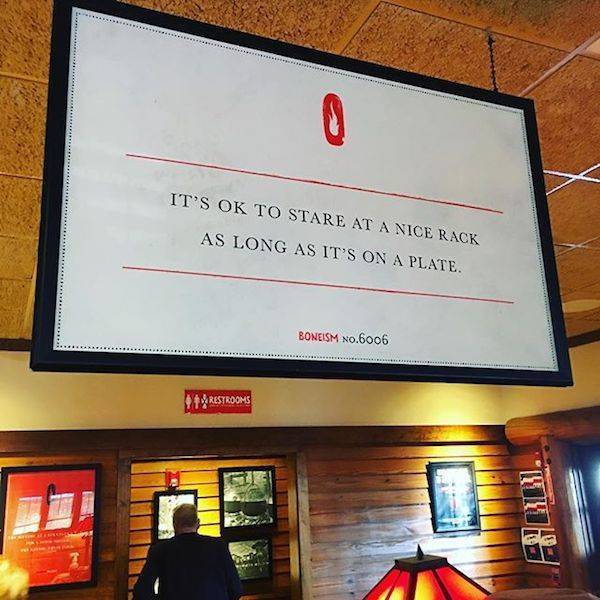 IT'S OK TO STARE AT A NICE RACK
AS LONG AS IT'S ON A PLATE.
BONEISM NO.6006
RESTROOMS